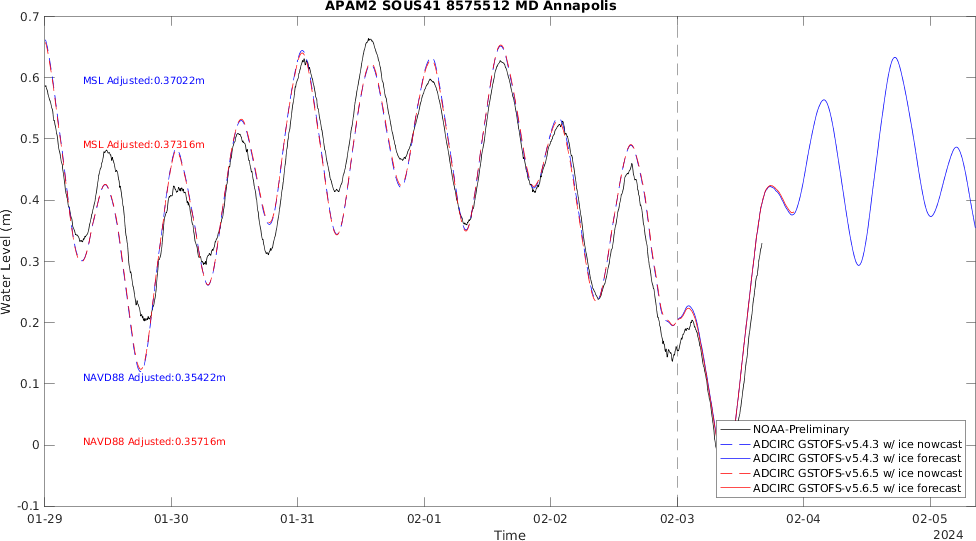 APAM2 SOUS41 8575512 MD Annapolis
0.7
0.6
0.5
0.4
0.3
0.2
0.1
0
-0.1
Water Level (m)
MSL Adjusted:0.37022m
MSL Adjusted:0.37316m
NAVD88 Adjusted:0.35422m
NAVD88 Adjusted:0.35716m
NOAA-Preliminary
ADCIRC GSTOFS-v5.4.3 w/ ice nowcast
ADCIRC GSTOFS-v5.4.3 w/ ice forecast
ADCIRC GSTOFS-v5.6.5 w/ ice nowcast
ADCIRC GSTOFS-v5.6.5 w/ ice forecast
01-29 01-30 01-31 02-01 02-02 02-03 02-04 02-05
Time
2024